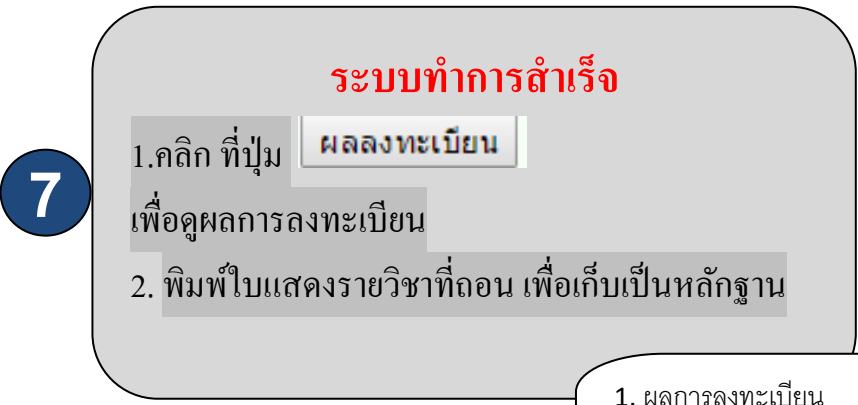 ระบบทำการสำเร็จ
1.คลิก ที่ปุ่ม ผลลงทะเบียน
7
เพื่อดูผลการลงทะเบียน
2. พิมพ์ใบแสดงรายวิชาที่ถอน เพื่อเก็บเป็นหลักฐาน
1. ผลการลงทะเบียน